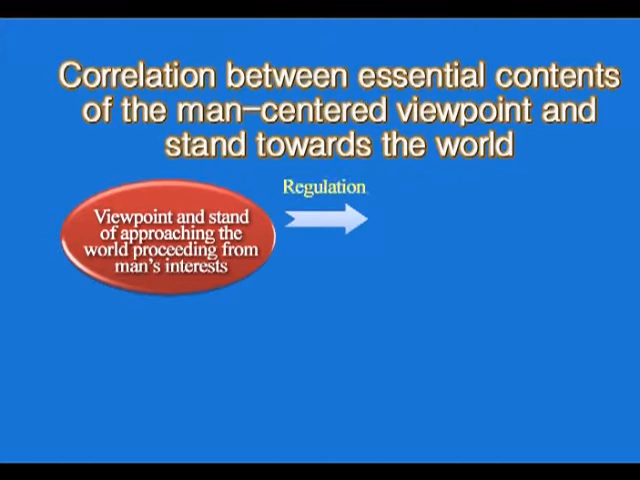 Correlation between essential contents
of the man-centered viewpoint and
stand towards the world
Regulation
Viewpoint and stand
of approaching the
world proceeding from
man's interests